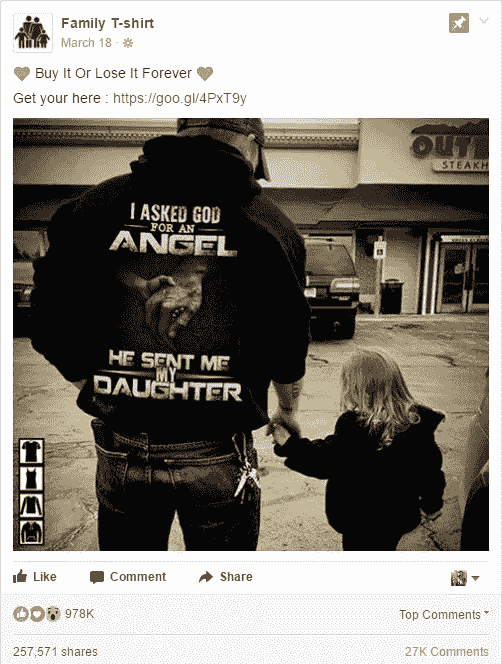 Family T-shirt
March 18
Buy It Or Lose It Forever
Get your here : https://goo.gl/4PxT9y
OUT
STEAKH
I ASKED GOD
FOR AN
ANGEL
HE SENT ME
MY
DAUGHTER
Like Comment Share
978K Top Comments
257,571 shares 27K Comments